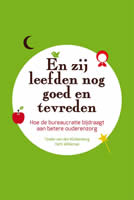 En zij
leefden nog
goed en
tevreden
Hoe de bureaucratie bijdraagt
aan betere ouderenzorg